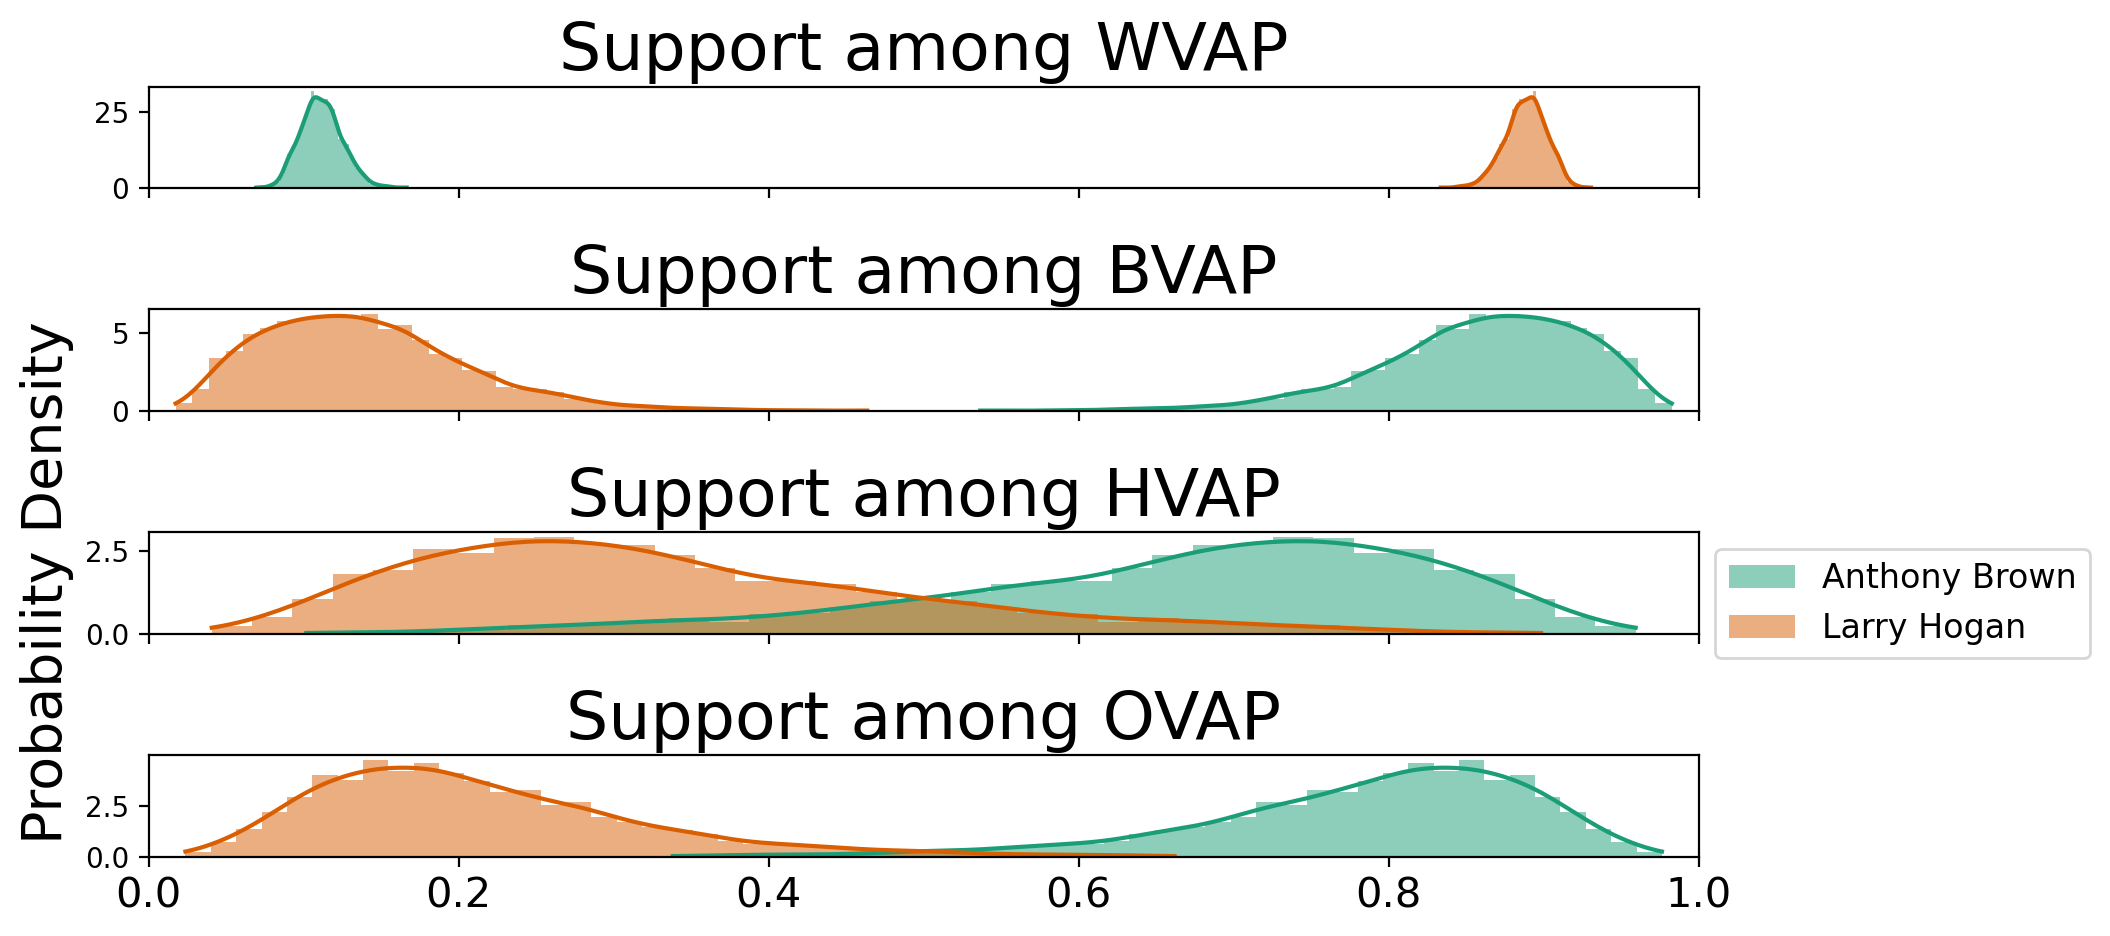 Support among WVAP
25
0
Support among BVAP
5
0
Support among HVAP
2.5
0.0
Support among OVAP
2.5
0.0
0.0 0.2 0.4 0.6 0.8 1.0
Probability Density
Anthony Brown
Larry Hogan